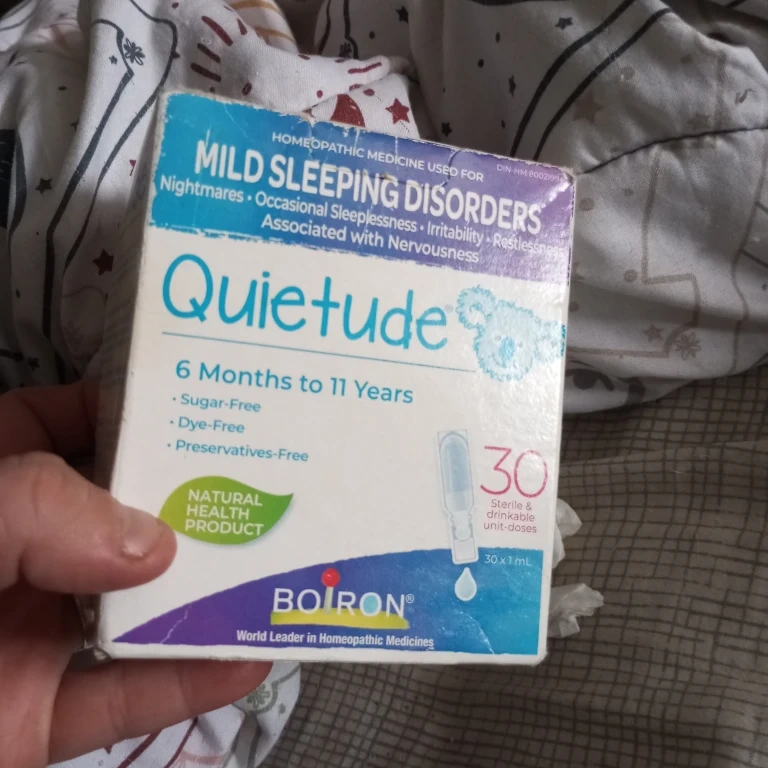 HOMEOPATHIC MEDICINE USED FOR
DIN-HM
MILD SLEEPING DISORDERS
Nightmares • Occasional Sleeplessness • Irritability • Restlessness
Associated with Nervousness
Quietude®
6 Months to 11 Years
• Sugar-Free
• Dye-Free
• Preservatives-Free
NATURAL
HEALTH
PRODUCT
30
Sterile &
drinkable
unit-doses
30 x 1 mL
BOIRON®
World Leader in Homeopathic Medicines